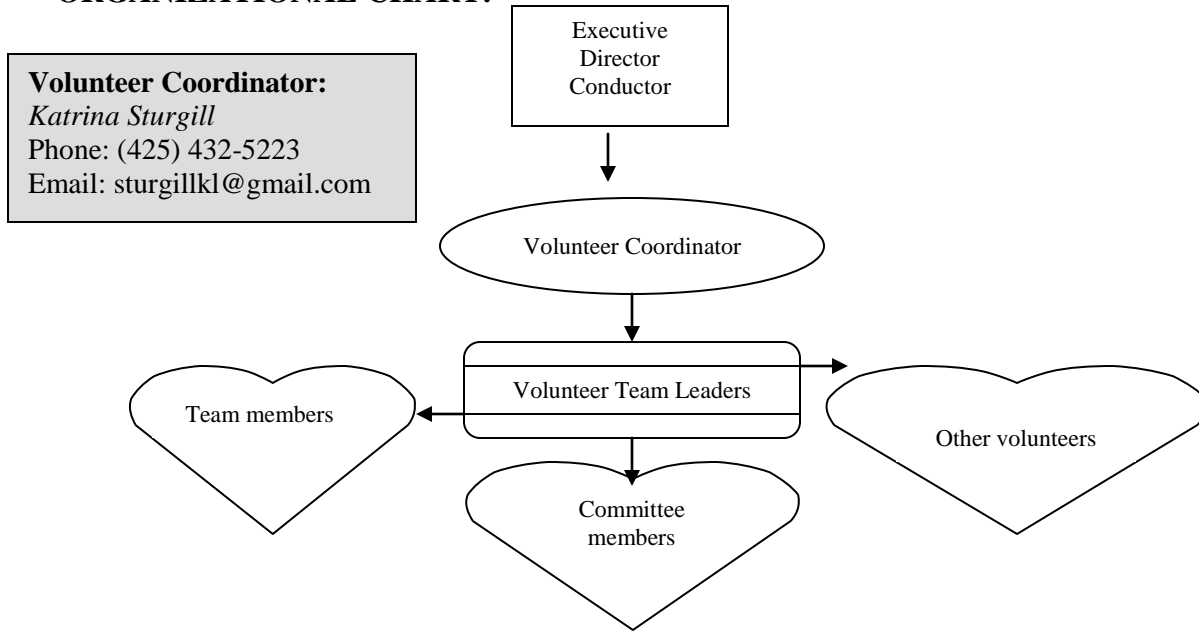 ORGANIZATIONAL CHART:
Executive
Director
Conductor
Volunteer Coordinator:
Katrina Sturgill
Phone: (425) 432-5223
Email: sturgillkl@gmail.com
Volunteer Coordinator
Volunteer Team Leaders
Team members
Other volunteers
Committee
members